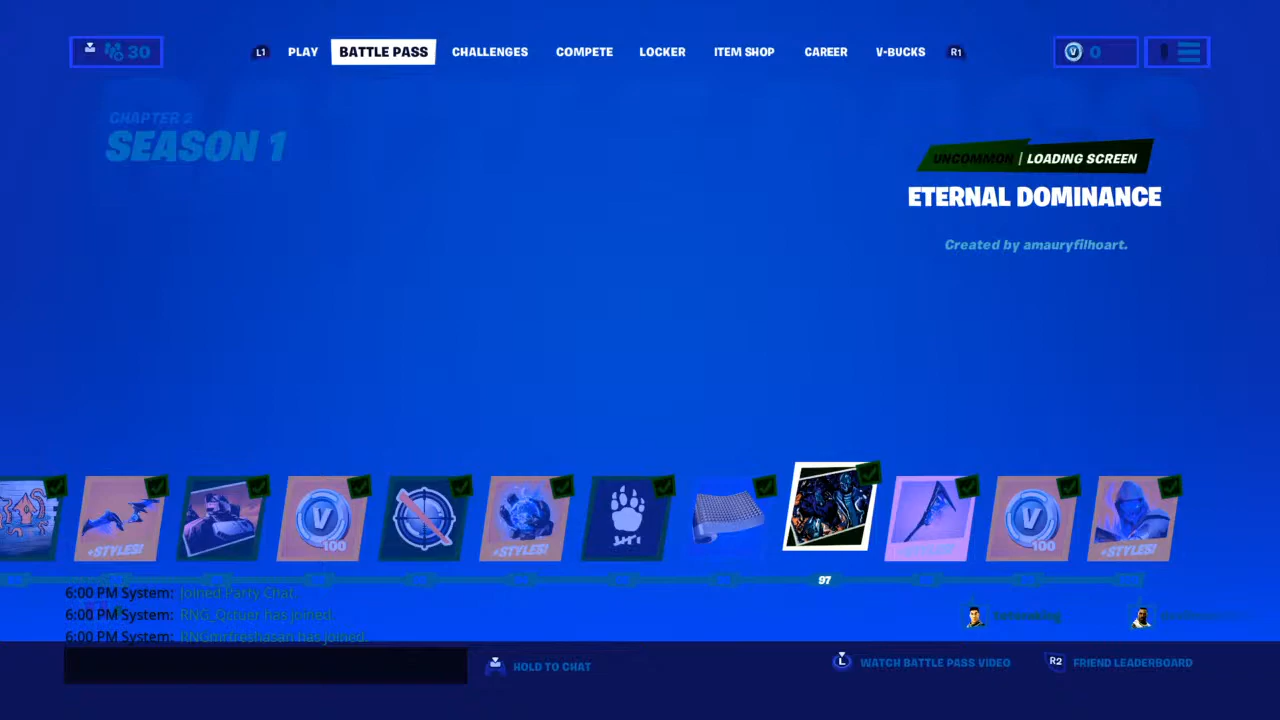 30
L1
PLAY
BATTLE PASS
CHALLENGES
COMPETE
LOCKER
ITEM SHOP
CAREER
V-BUCKS
R1
0
CHAPTER 2
SEASON 1
UNCOMMON | LOADING SCREEN
ETERNAL DOMINANCE
Created by amauryfilhoart.
+STYLES!
100
+STYLES!
100
+STYLES!
97
6:00 PM System: Joined Party Chat.
6:00 PM System: has joined.
6:00 PM System: RNGmrfreshasan has joined.
HOLD TO CHAT
L WATCH BATTLE PASS VIDEO
R2 FRIEND LEADERBOARD